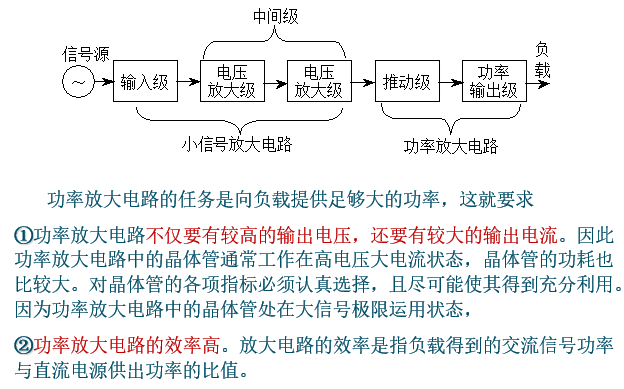 中间级
信号源
负
载
~
输入级
电压
放大级
电压
放大级
推动级
功率
输出级
小信号放大电路
功率放大电路
功率放大电路的任务是向负载提供足够大的功率，这就要求
①功率放大电路不仅要有较高的输出电压，还要有较大的输出电流。因此
功率放大电路中的晶体管通常工作在高电压大电流状态，晶体管的功耗也
比较大。对晶体管的各项指标必须认真选择，且尽可能使其得到充分利用。
因为功率放大电路中的晶体管处在大信号极限运用状态，
②功率放大电路的效率高。放大电路的效率是指负载得到的交流信号功率
与直流电源供出功率的比值。